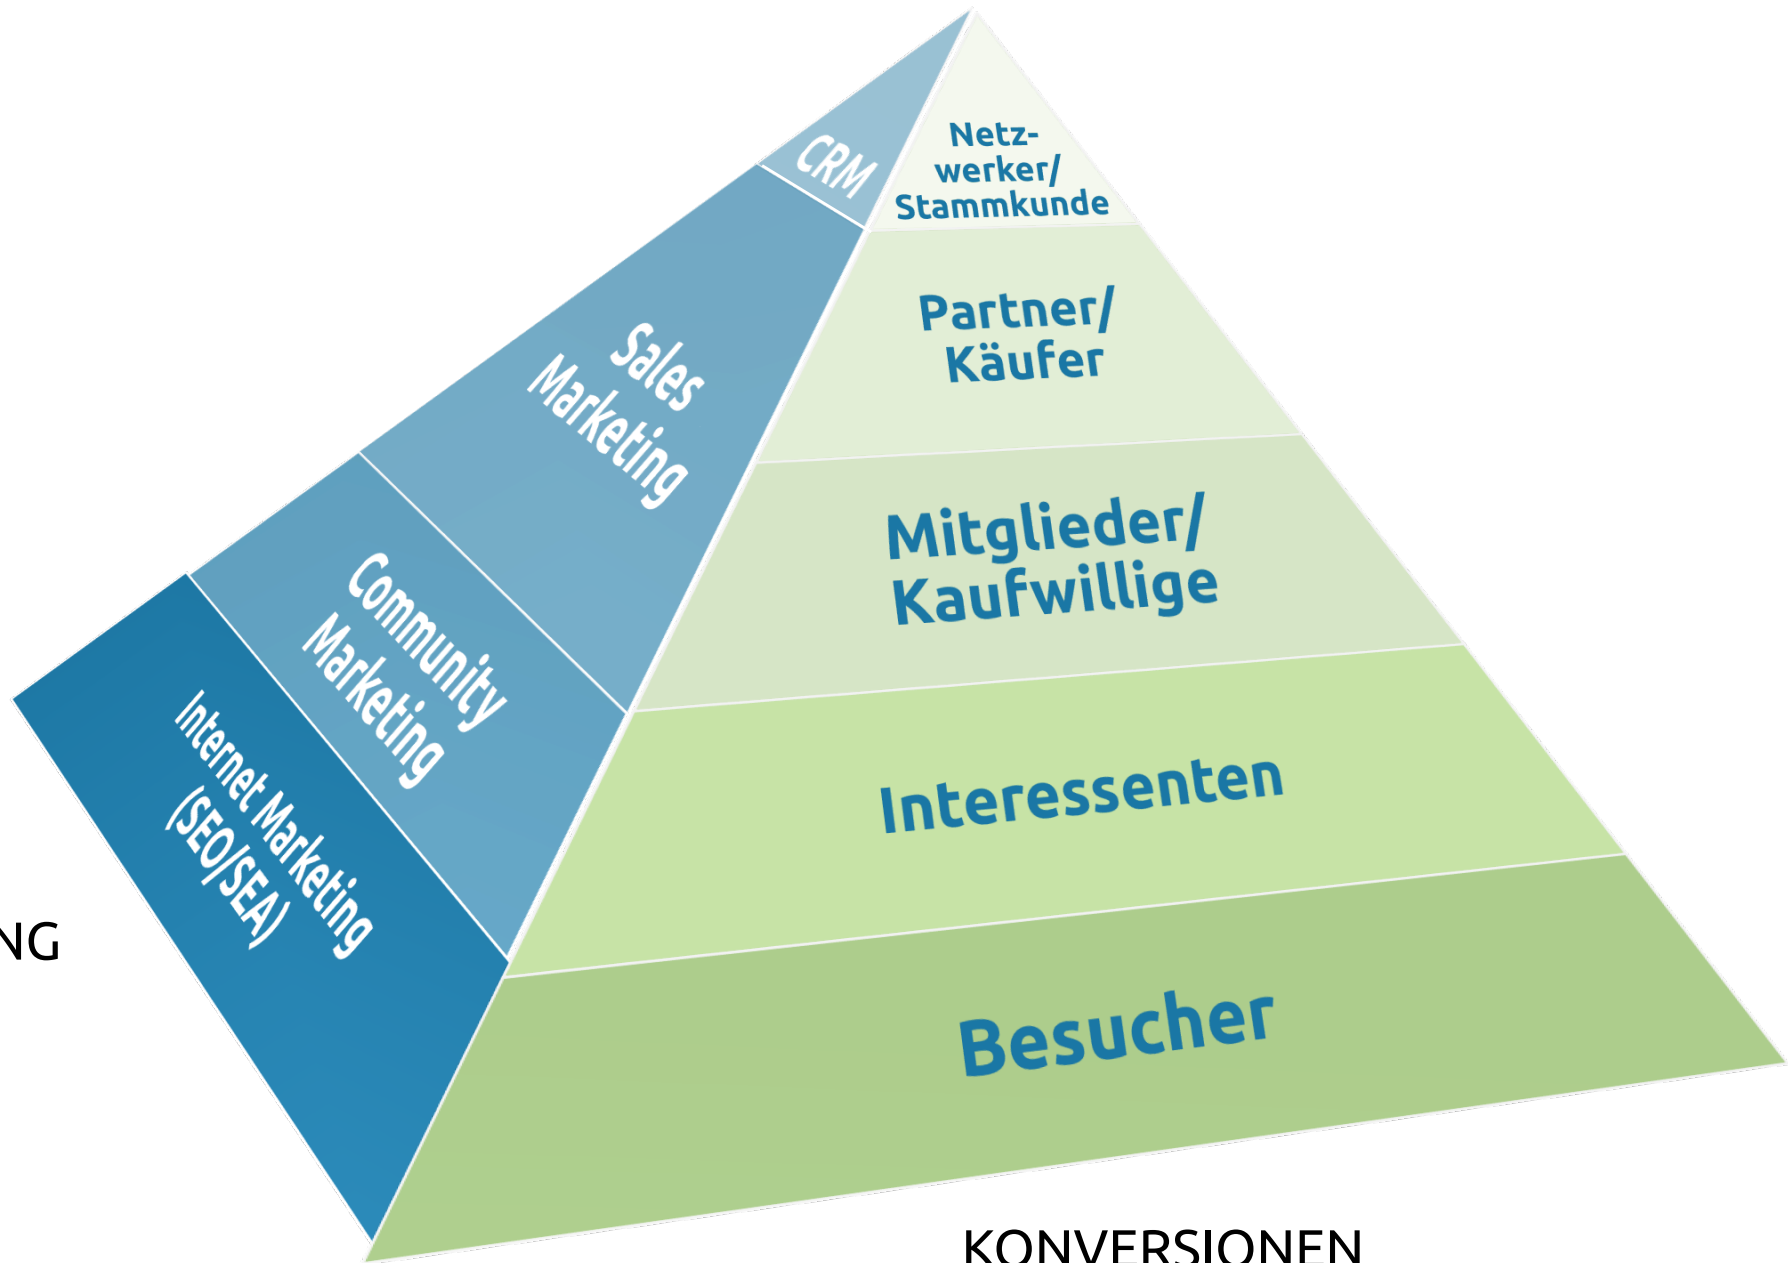 CRM
Sales
Marketing
Community
Marketing
Internet Marketing
(SEO/SEA)
Netz-
werker/
Stammkunde
Partner/
Käufer
Mitglieder/
Kaufwillige
Interessenten
Besucher
NG
KONVERSIONEN